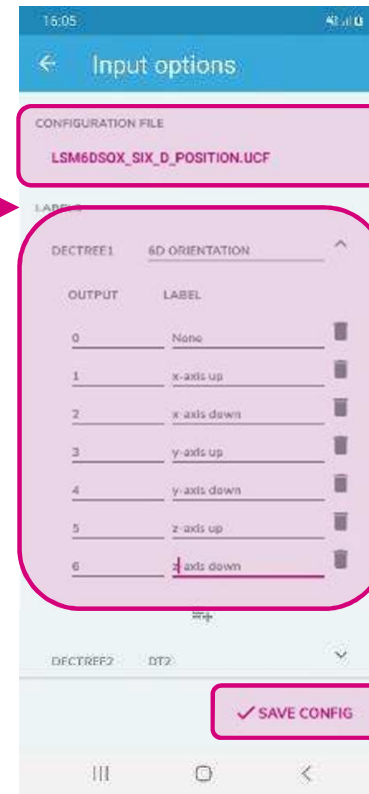 16:05
Input options
CONFIGURATION FILE
LSM6DSOX_SIX_D_POSITION.UCF
LABELS
DECTREE1 6D ORIENTATION
OUTPUT LABEL
0 None
1 x-axis up
2 x-axis down
3 y-axis up
4 y-axis down
5 z-axis up
6 z-axis down
DECTREE2 DT2
SAVE CONFIG